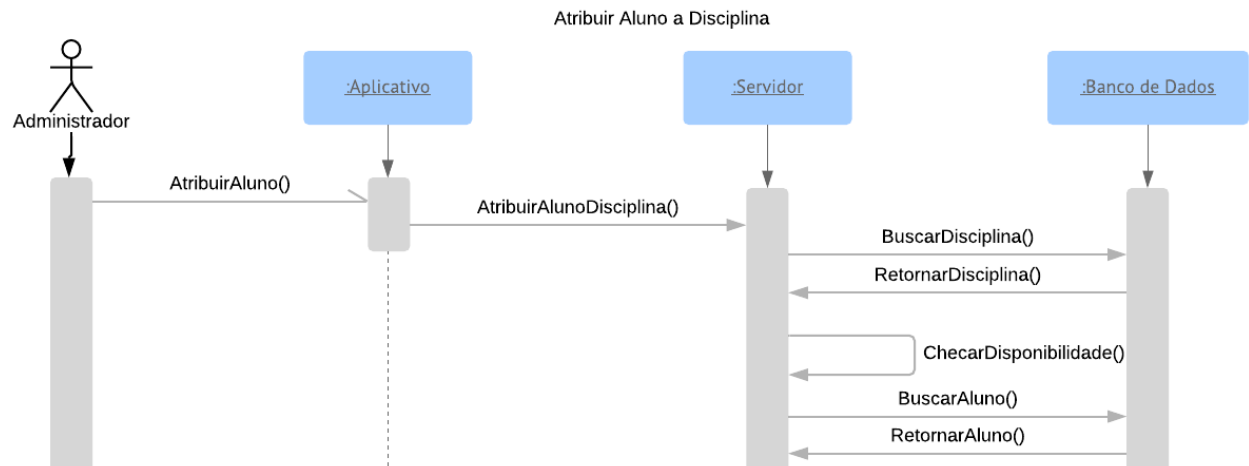 Atribuir Aluno a Disciplina
:Aplicativo
:Servidor
:Banco de Dados
Administrador
AtribuirAluno()
AtribuirAlunoDisciplina()
BuscarDisciplina()
RetornarDisciplina()
ChecarDisponibilidade()
BuscarAluno()
RetornarAluno()